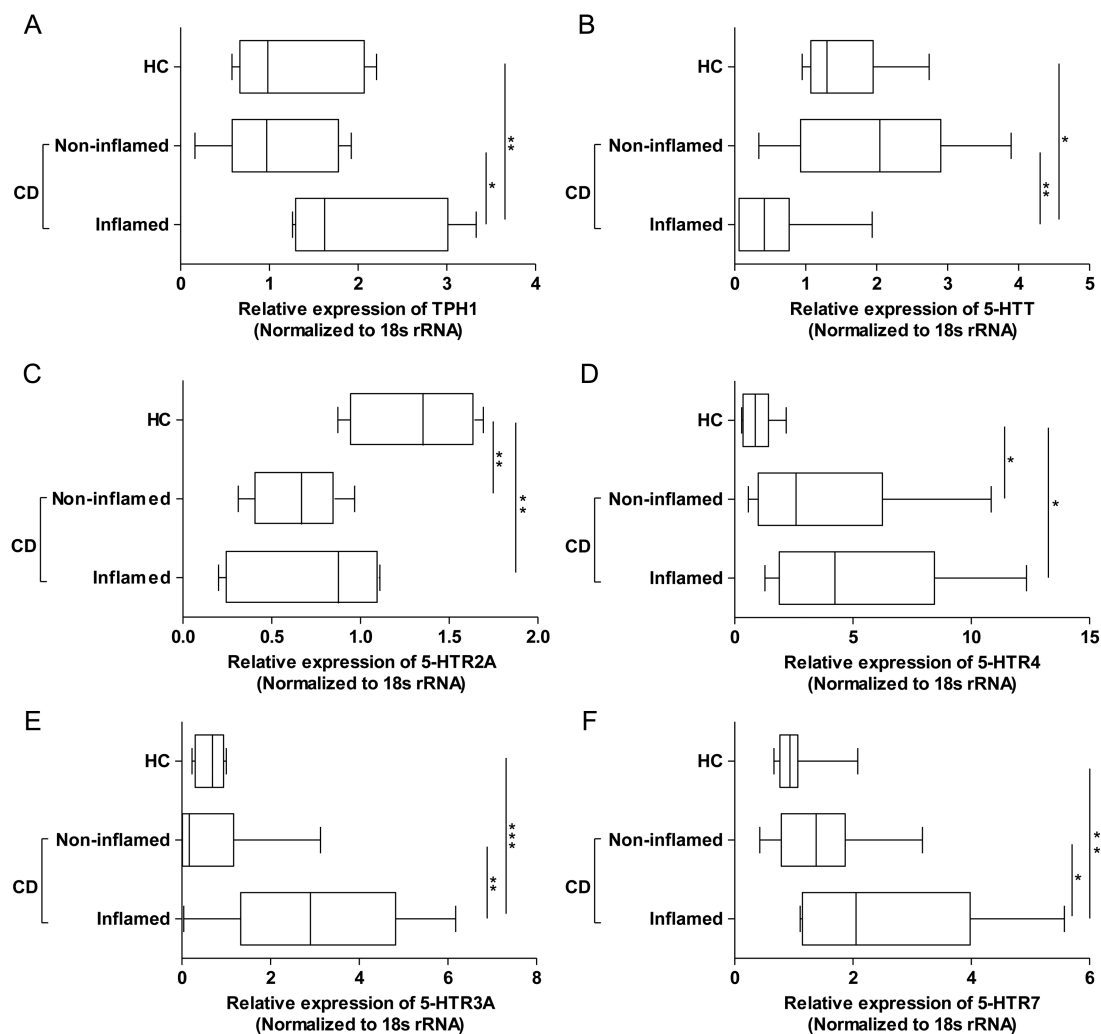 A
HC
Non-inflamed
CD
Inflamed
*
**
0 1 2 3 4
Relative expression of TPH1
(Normalized to 18s rRNA)
B
HC
Non-inflamed
CD
Inflamed
**
*
0 1 2 3 4 5
Relative expression of 5-HTT
(Normalized to 18s rRNA)
C
HC
Non-inflamed
CD
Inflamed
**
**
0.0 0.5 1.0 1.5 2.0
Relative expression of 5-HTR2A
(Normalized to 18s rRNA)
D
HC
Non-inflamed
CD
Inflamed
*
*
0 5 10 15
Relative expression of 5-HTR4
(Normalized to 18s rRNA)
E
HC
Non-inflamed
CD
Inflamed
**
***
0 2 4 6 8
Relative expression of 5-HTR3A
(Normalized to 18s rRNA)
F
HC
Non-inflamed
CD
Inflamed
*
**
0 2 4 6
Relative expression of 5-HTR7
(Normalized to 18s rRNA)